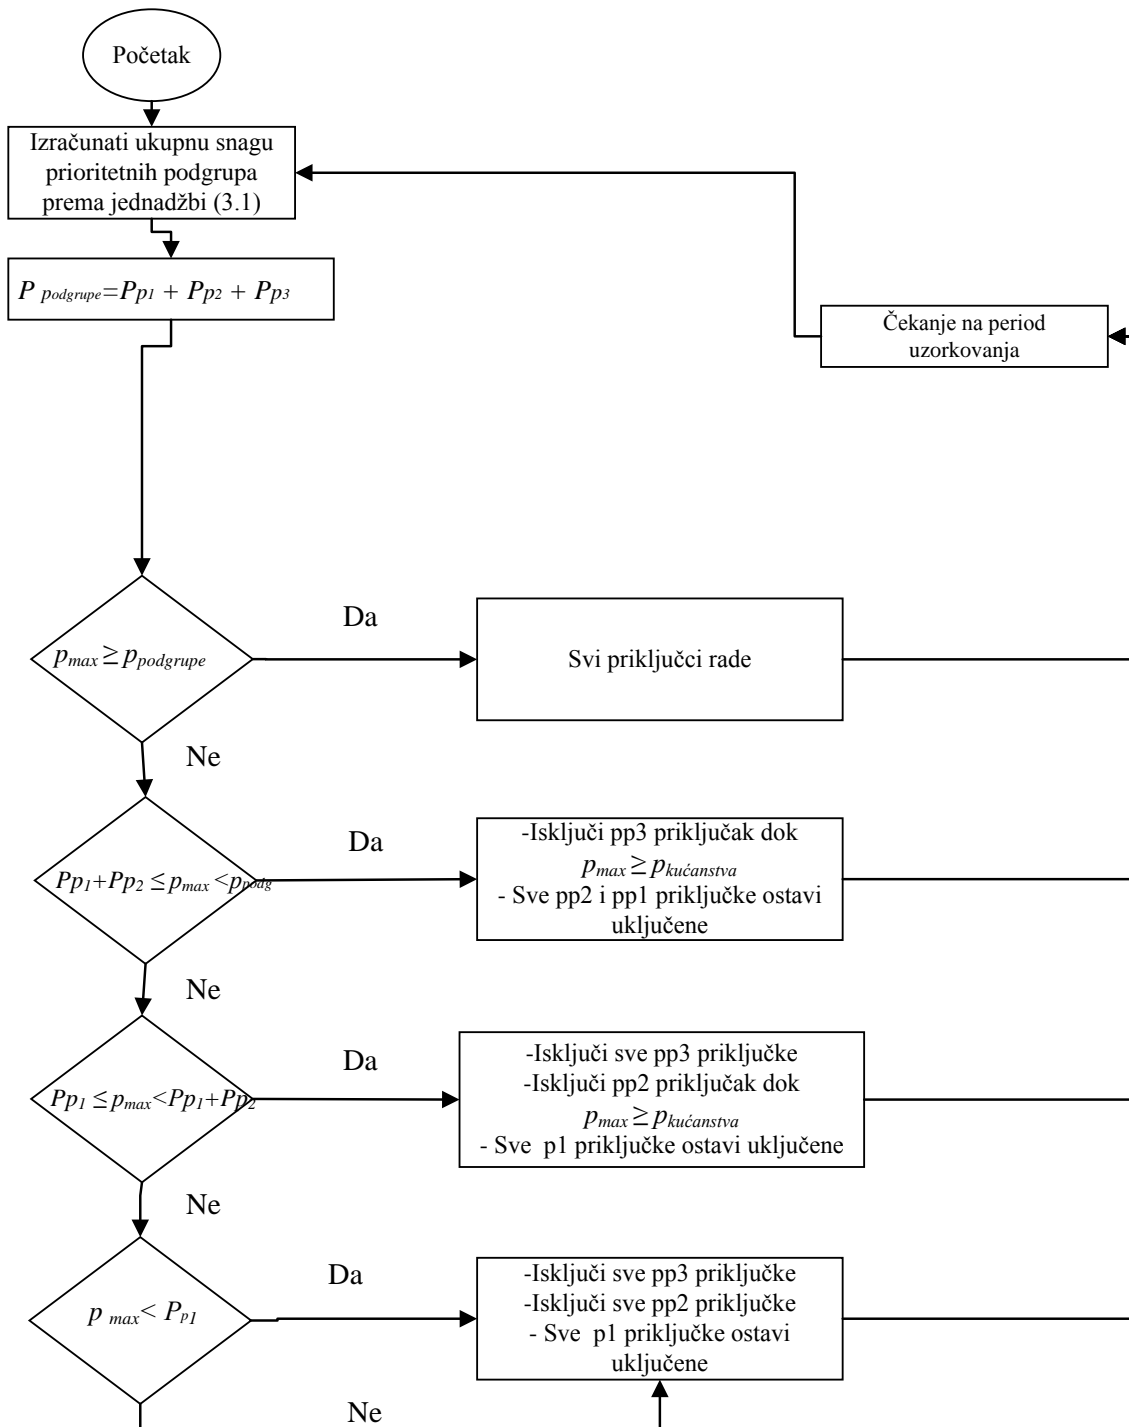 Početak
Izračunati ukupnu snagu
prioritetnih podgrupa
prema jednadžbi (3.1)
P podgrupe=Pp1 + Pp2 + Pp3
Čekanje na period
uzorkovanja
pmax ≥ ppodgrupe
Da
Svi priključci rade
Ne
Pp1+Pp2 ≤ pmax <ppodg
Da
-Isključi pp3 priključak dok
pmax ≥ pkućanstva
- Sve pp2 i pp1 priključke ostavi
uključene
Ne
Pp1 ≤ pmax<Pp1+Pp2
Da
-Isključi sve pp3 priključke
-Isključi pp2 priključak dok
pmax ≥ pkućanstva
- Sve p1 priključke ostavi uključene
Ne
p max< Pp1
Da
-Isključi sve pp3 priključke
-Isključi sve pp2 priključke
- Sve p1 priključke ostavi
uključene
Ne